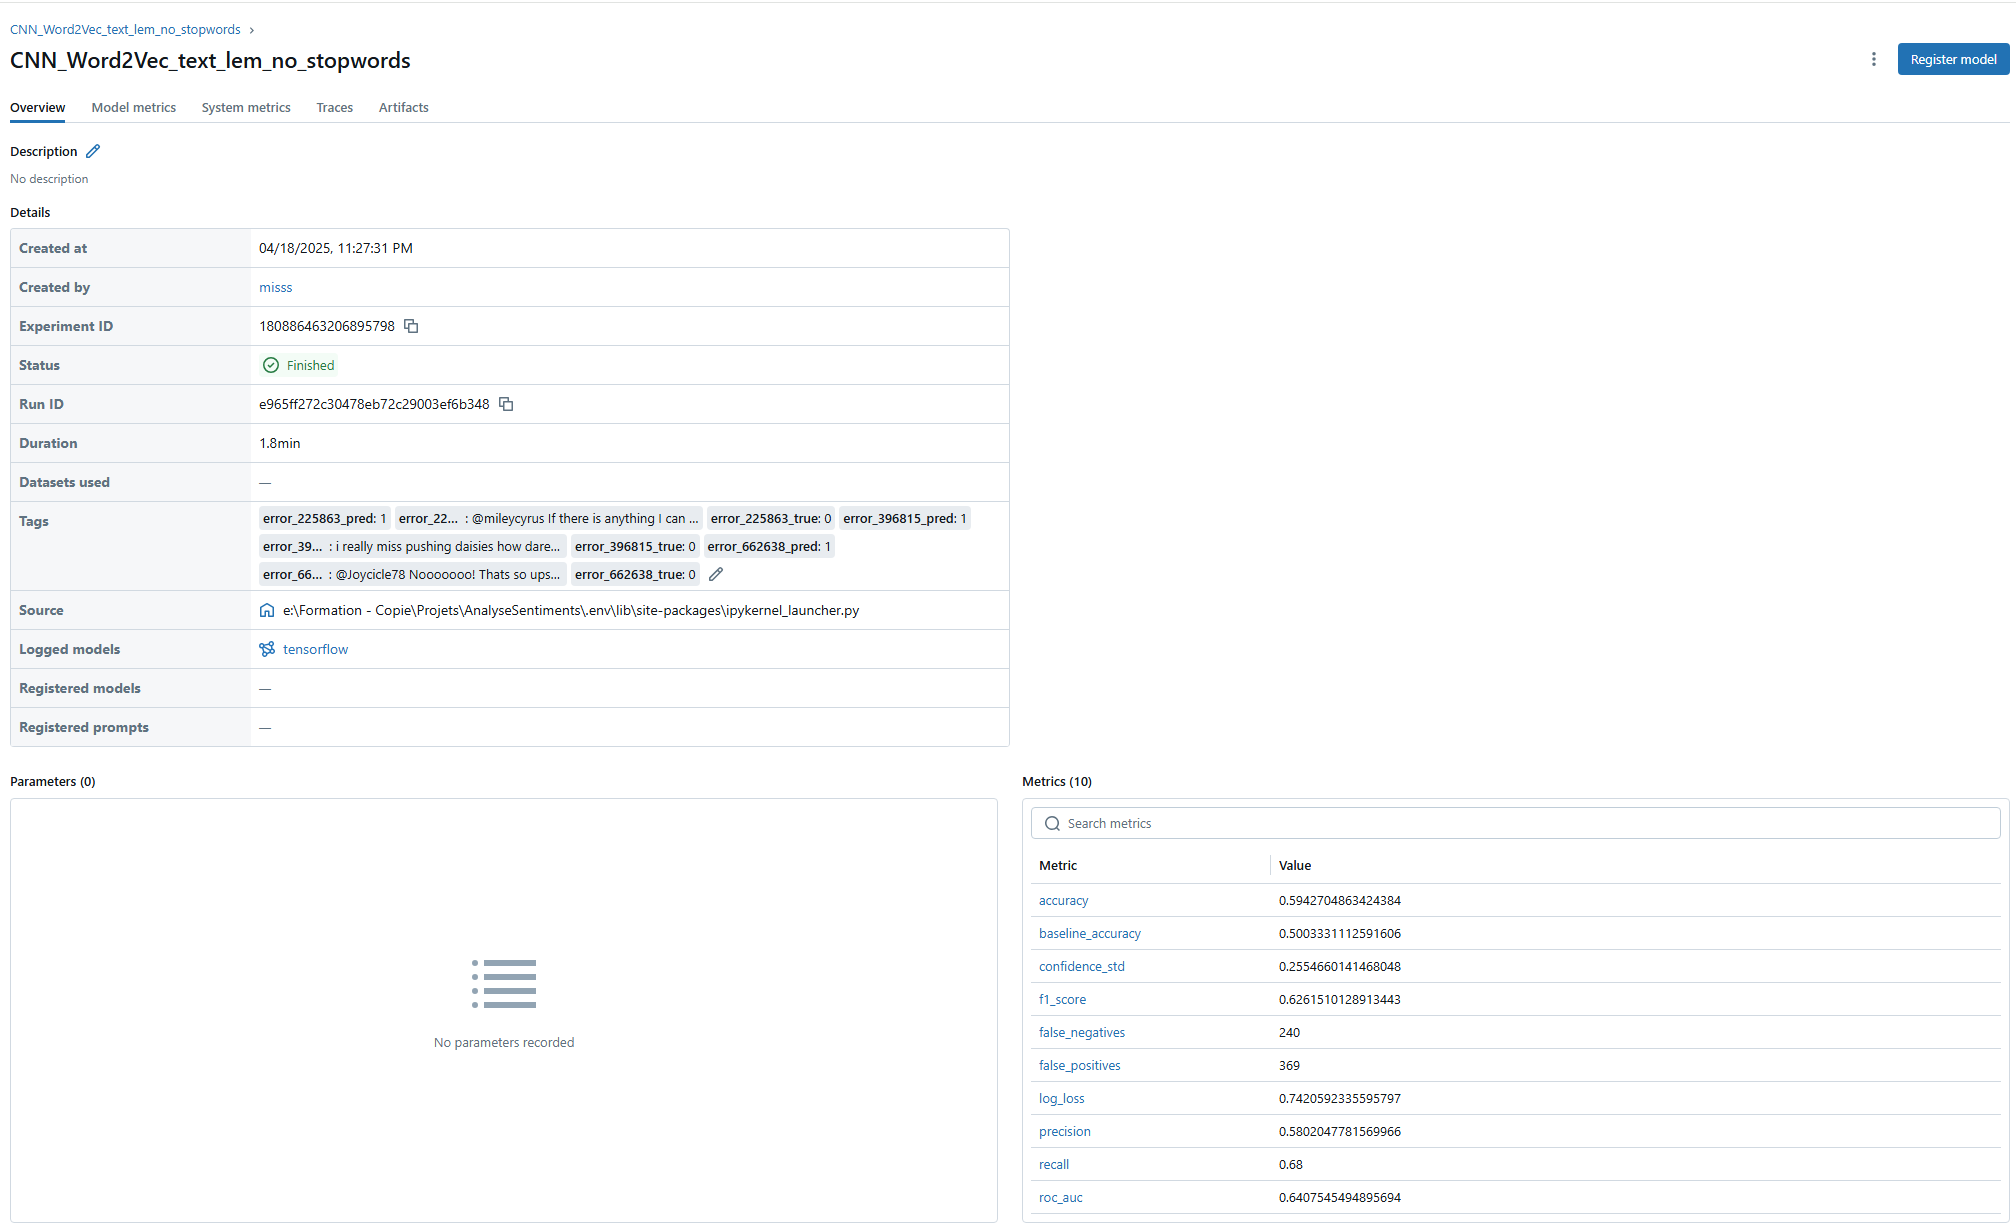 CNN_Word2Vec_text_lem_no_stopwords ›
CNN_Word2Vec_text_lem_no_stopwords
Register model
Overview Model metrics System metrics Traces Artifacts
Description
No description
Details
Created at 04/18/2025, 11:27:31 PM
Created by misss
Experiment ID 180886463206895798
Status Finished
Run ID e965ff272c30478eb72c29003ef6b348
Duration 1.8min
Datasets used —
Tags error_225863_pred: 1 error_22... : @mileycyrus If there is anything I can ... error_225863_true: 0 error_396815_pred: 1
error_39... : i really miss pushing daisies how dare... error_396815_true: 0 error_662638_pred: 1
error_66... : @Joycicle78 Nooooooo! Thats so ups... error_662638_true: 0
Source e:\Formation - Copie\Projets\AnalyseSentiments\.env\lib\site-packages\ipykernel_launcher.py
Logged models tensorflow
Registered models —
Registered prompts —
Parameters (0)
No parameters recorded
Metrics (10)
Search metrics
Metric Value
accuracy 0.5942704863424384
baseline_accuracy 0.5003331112591606
confidence_std 0.2554660141468048
f1_score 0.6261510128913443
false_negatives 240
false_positives 369
log_loss 0.7420592335595797
precision 0.5802047781569966
recall 0.68
roc_auc 0.6407545494895694